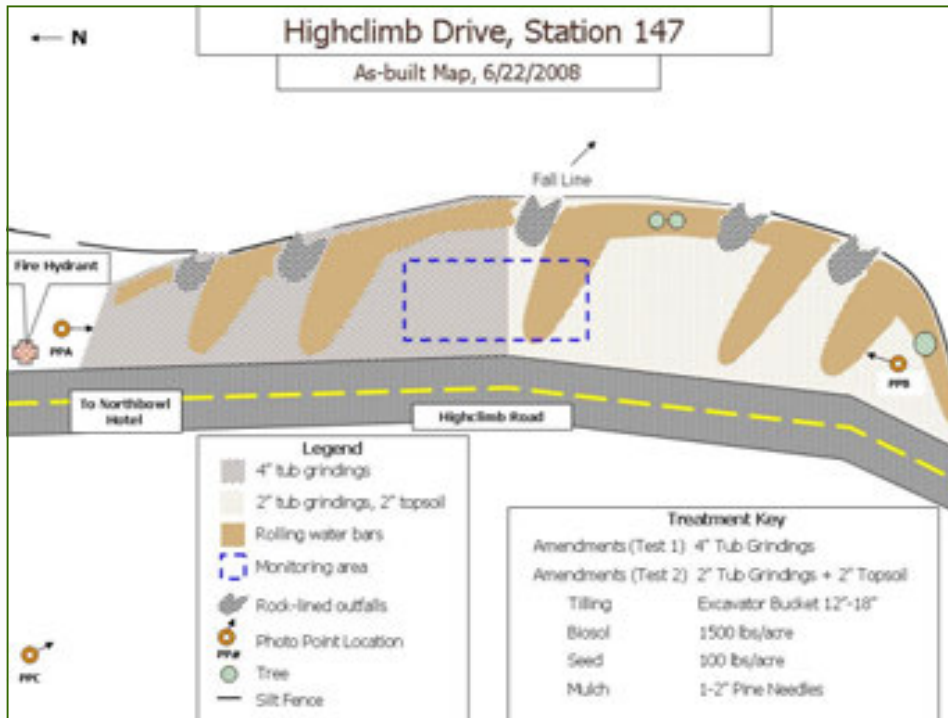 N
Highclimb Drive, Station 147
As-built Map, 6/22/2008
Fall Line
Fire Hydrant
PPA
PPB
To Northbowl
Hotel
Highclimb Road
PPC
Legend
4" tub grindings
2" tub grindings, 2" topsoil
Rolling water bars
Monitoring area
Rock-lined outfalls
PP# Photo Point Location
Tree
Silt Fence
Treatment Key
Amendments (Test 1) 4" Tub Grindings
Amendments (Test 2) 2" Tub Grindings + 2" Topsoil
Tilling Excavator Bucket 12"-18"
Biosol 1500 lbs/acre
Seed 100 lbs/acre
Mulch 1-2" Pine Needles